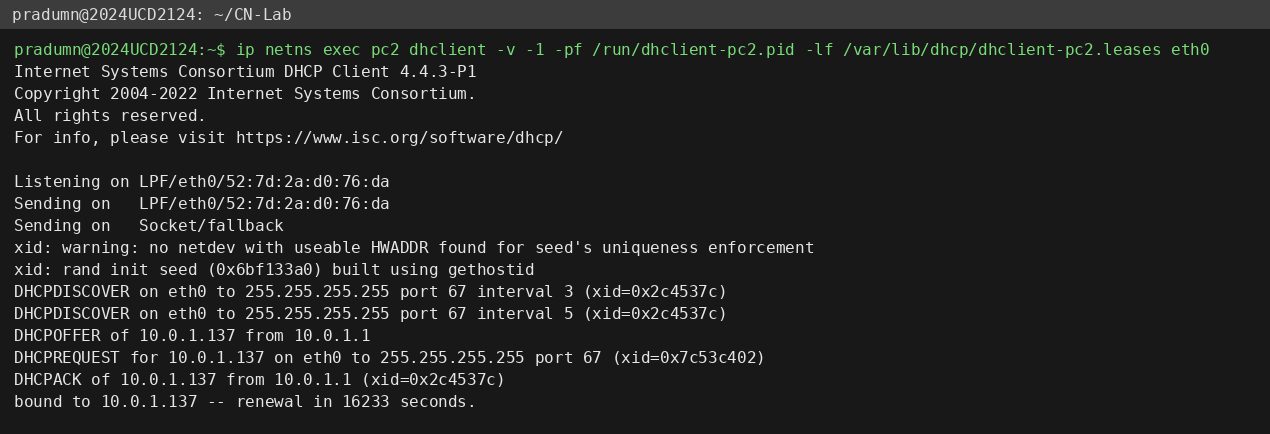 pradumn@2024UCD2124: ~/CN-Lab
pradumn@2024UCD2124:~$ ip netns exec pc2 dhclient -v -1 -pf /run/dhclient-pc2.pid -lf /var/lib/dhcp/dhclient-pc2.leases eth0
Internet Systems Consortium DHCP Client 4.4.3-P1
Copyright 2004-2022 Internet Systems Consortium.
All rights reserved.
For info, please visit https://www.isc.org/software/dhcp/

Listening on LPF/eth0/52:7d:2a:d0:76:da
Sending on   LPF/eth0/52:7d:2a:d0:76:da
Sending on   Socket/fallback
xid: warning: no netdev with useable HWADDR found for seed's uniqueness enforcement
xid: rand init seed (0x6bf133a0) built using gethostid
DHCPDISCOVER on eth0 to 255.255.255.255 port 67 interval 3 (xid=0x2c4537c)
DHCPDISCOVER on eth0 to 255.255.255.255 port 67 interval 5 (xid=0x2c4537c)
DHCPOFFER of 10.0.1.137 from 10.0.1.1
DHCPREQUEST for 10.0.1.137 on eth0 to 255.255.255.255 port 67 (xid=0x7c53c402)
DHCPACK of 10.0.1.137 from 10.0.1.1 (xid=0x2c4537c)
bound to 10.0.1.137 -- renewal in 16233 seconds.